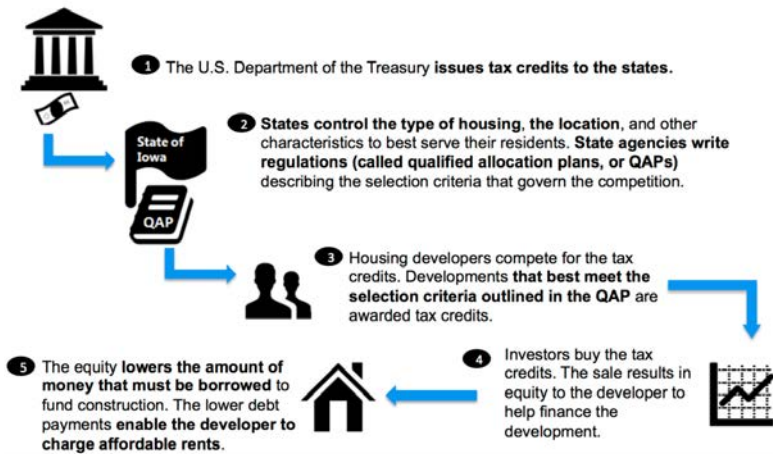 1 The U.S. Department of the Treasury issues tax credits to the states.
State of
Iowa
QAP
2 States control the type of housing, the location, and other
characteristics to best serve their residents. State agencies write
regulations (called qualified allocation plans, or QAPs)
describing the selection criteria that govern the competition.
3 Housing developers compete for the tax
credits. Developments that best meet the
selection criteria outlined in the QAP are
awarded tax credits.
4 Investors buy the tax
credits. The sale results in
equity to the developer to
help finance the
development.
5 The equity lowers the amount of
money that must be borrowed to
fund construction. The lower debt
payments enable the developer to
charge affordable rents.